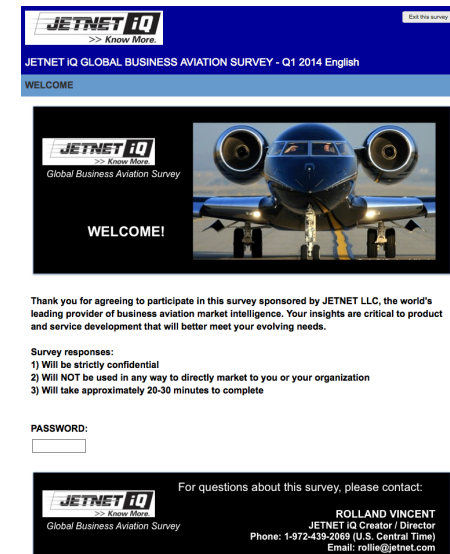 JETNET iQ
>> Know More.
Exit this survey
JETNET iQ GLOBAL BUSINESS AVIATION SURVEY - Q1 2014 English
WELCOME
JETNET iQ
>> Know More.
Global Business Aviation Survey
WELCOME!
Thank you for agreeing to participate in this survey sponsored by JETNET LLC, the world's
leading provider of business aviation market intelligence. Your insights are critical to product
and service development that will better meet your evolving needs.
Survey responses:
1) Will be strictly confidential
2) Will NOT be used in any way to directly market to you or your organization
3) Will take approximately 20-30 minutes to complete
PASSWORD:
For questions about this survey, please contact:
JETNET iQ
>> Know More.
Global Business Aviation Survey
ROLLAND VINCENT
JETNET iQ Creator / Director
Phone: 1-972-439-2069 (U.S. Central Time)
Email: rollie@jetnet.com